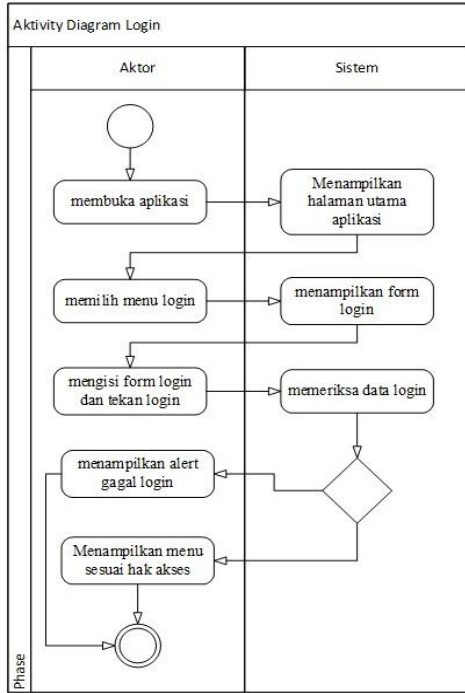 Aktivity Diagram Login
Aktor
Sistem
membuka aplikasi
Menampilkan
halaman utama
aplikasi
memilih menu login
menampilkan form
login
mengisi form login
dan tekan login
memeriksa data login
menampilkan alert
gagal login
Menampilkan menu
sesuai hak akses
Phase